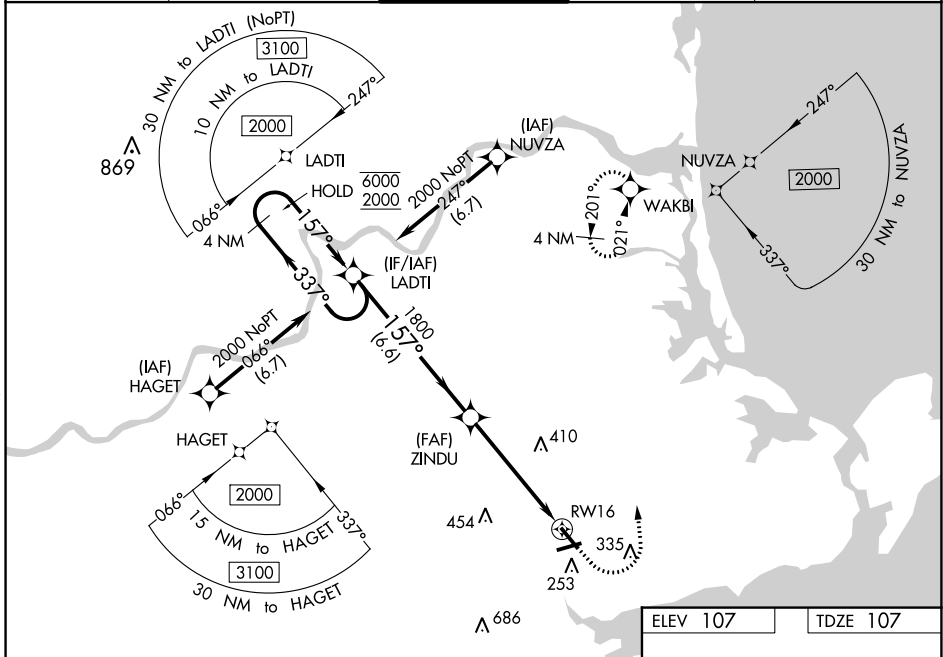 30 NM to LADTI (NoPT)
3100
10 NM to LADTI
2000
247°
066°
LADTI
869
HOLD 6000 2000
4 NM
157°
337°
(IF/IAF)
LADTI
(IAF)
NUVZA
2000 NoPT
247°
(6.7)
201°
021°
4 NM
WAKBI
NUVZA
247°
2000
337°
30 NM to NUVZA
2000 NoPT
066°
(6.7)
(IAF)
HAGET
1800
157°
(6.6)
(FAF)
ZINDU
410
HAGET
066°
337°
2000
15 NM to HAGET
3100
30 NM to HAGET
454
RW16
335
253
686
ELEV 107
TDZE 107